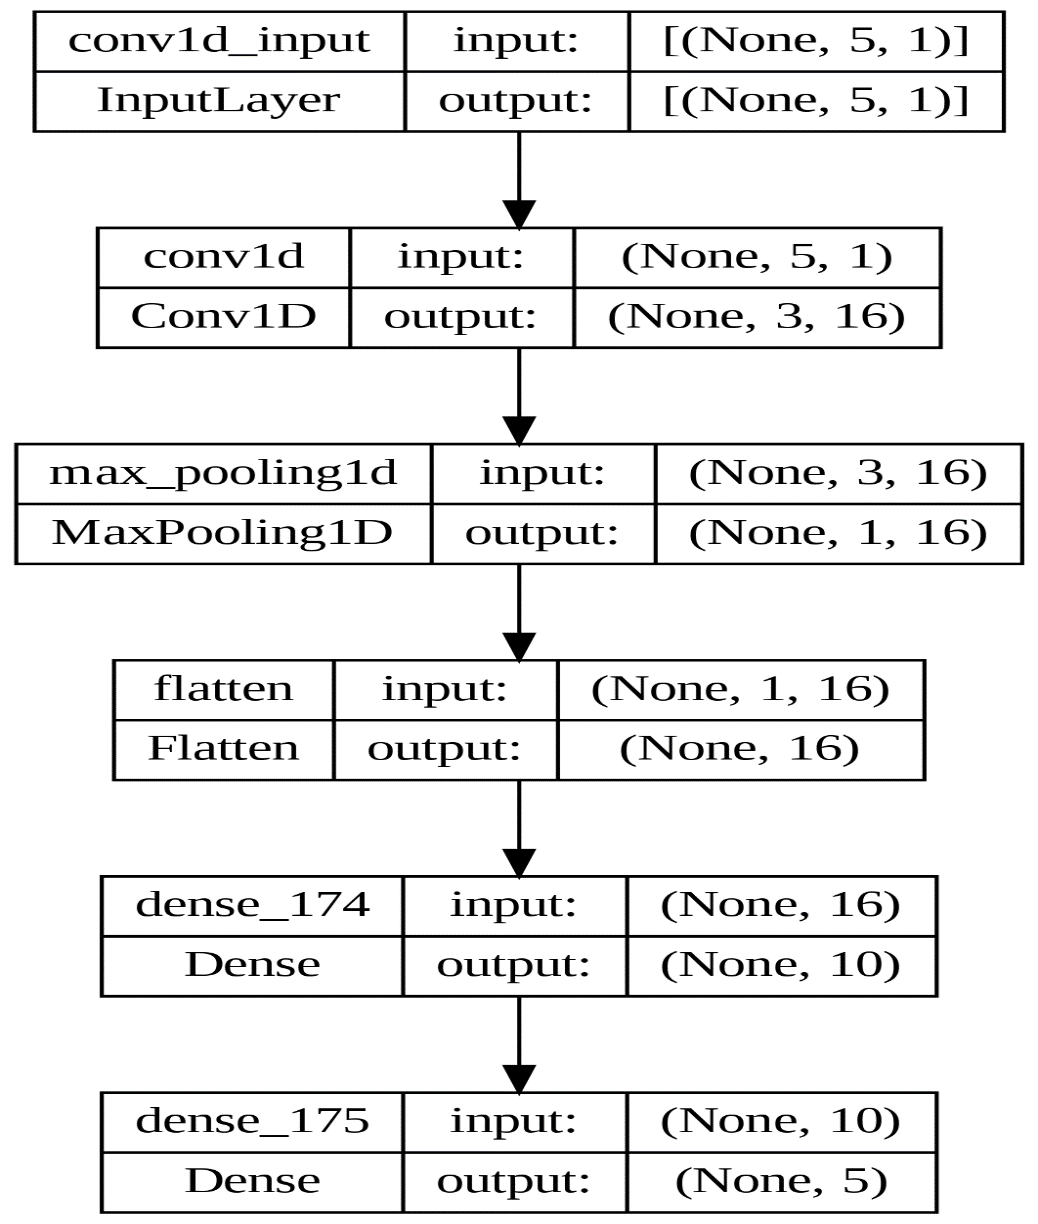 conv1d_input input: [(None, 5, 1)]
InputLayer output: [(None, 5, 1)]
conv1d input: (None, 5, 1)
Conv1D output: (None, 3, 16)
max_pooling1d input: (None, 3, 16)
MaxPooling1D output: (None, 1, 16)
flatten input: (None, 1, 16)
Flatten output: (None, 16)
dense_174 input: (None, 16)
Dense output: (None, 10)
dense_175 input: (None, 10)
Dense output: (None, 5)